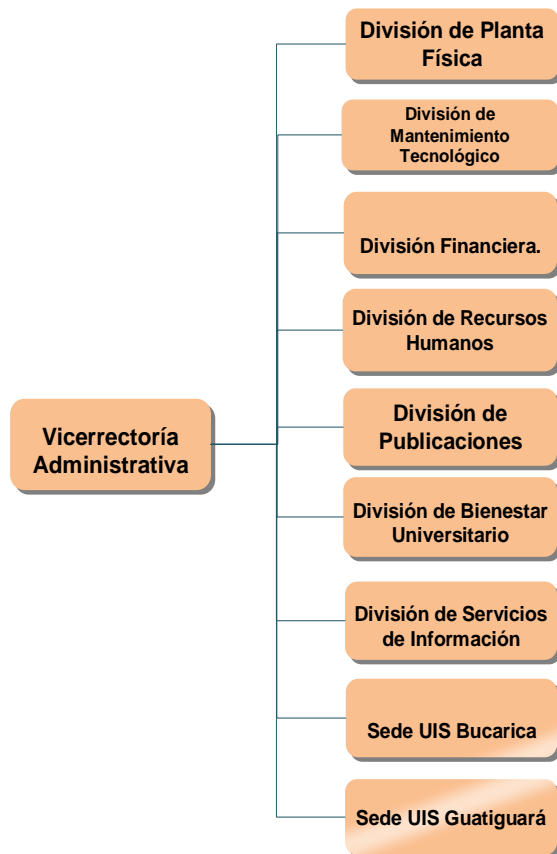 Vicerrectoría
Administrativa
División de Planta
Física
División de
Mantenimiento
Tecnológico
División Financiera.
División de Recursos
Humanos
División de
Publicaciones
División de Bienestar
Universitario
División de Servicios
de Información
Sede UIS Bucarica
Sede UIS Guatiguará